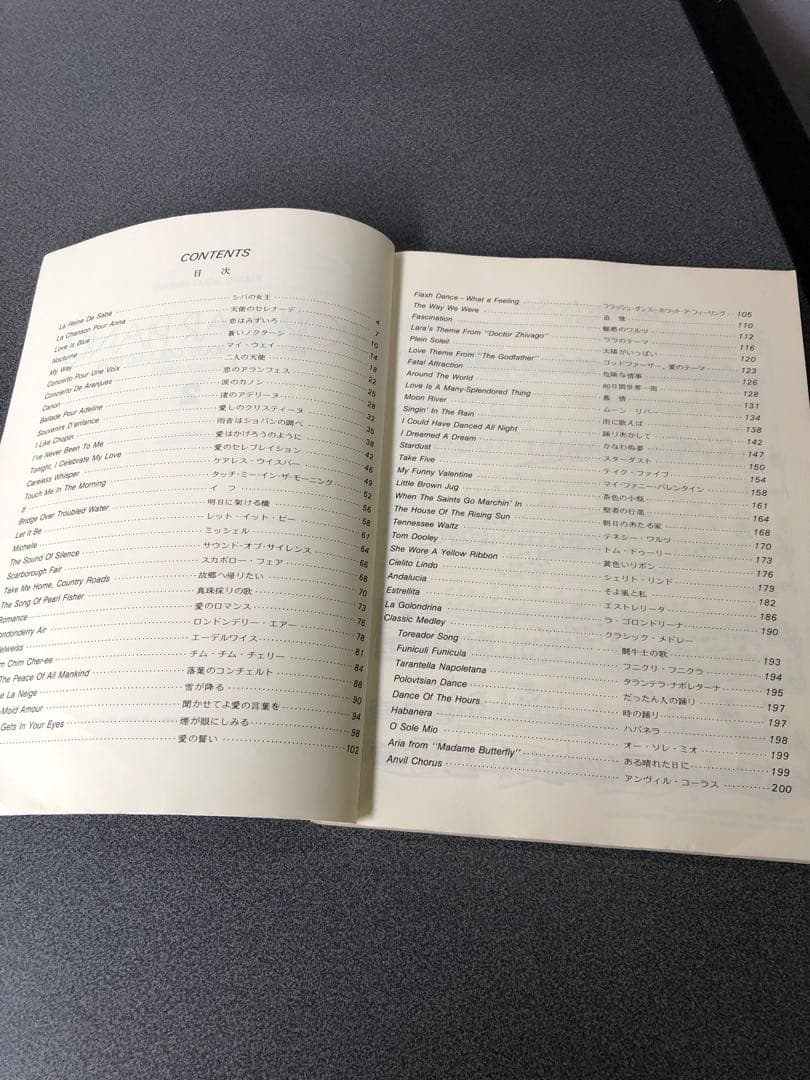 CONTENTS
目 次
La Reine De Saba シバの女王 4
La Chanson Pour Anna 天使のセレナーデ 7
Love Is Blue 恋はみずいろ 10
Nocturne 蒼いノクターン 14
My Way マイ・ウェイ 18
Concerto Pour Une Voix 二人の天使 22
Concierto De Aranjues 恋のアランフェス 25
Canon 涙のカノン 28
Ballade Pour Adeline 渚のアデリーヌ 32
Souvenirs D'enfance 愛しのクリスティーヌ 35
I Like Chopin 雨音はショパンの調べ 38
I've Never Been To Me 愛はかげろうのように 42
Tonight, I Celebrate My Love 愛のセレブレイション 46
Careless Whisper ケアレス・ウイスパー 49
Touch Me In The Morning タッチ・ミー・イン・ザ・モーニング 52
If イフ 56
Bridge Over Troubled Water 明日に架ける橋 58
Let It Be レット・イット・ビー 61
Michelle ミッシェル 64
The Sound Of Silence サウンド・オブ・サイレンス 66
Scarborough Fair スカボロー・フェア 68
Take Me Home, Country Roads 故郷へ帰りたい 70
The Song Of Pearl Fisher 真珠採りの歌 73
Romance 愛のロマンス 76
ondonderry Air ロンドンデリー・エアー 78
elweiss エーデルワイス 81
m Chim Cher-ee チム・チム・チェリー 84
The Peace Of All Mankind 落葉のコンチェルト 88
e La Neige 雪が降る 90
-Moid Amour 聞かせてよ愛の言葉を 94
Gets In Your Eyes 煙が眼にしみる 98
愛の誓い 102
Flash Dance–What a Feeling フラッシュ・ダンス〜ホワット・ア・フィーリング 105
The Way We Were 追憶 110
Fascination 魅惑のワルツ 112
Lara's Theme From "Doctor Zhivago" ララのテーマ 116
Plein Soleil 太陽がいっぱい 120
Love Theme From "The Godfather" ゴッドファーザー，愛のテーマ 123
Fatal Attraction 危険な情事 126
Around The World 80日間世界一周 128
Love Is A Many-Splendored Thing 慕情 131
Moon River ムーン・リバー 134
Singin' In The Rain 雨に歌えば 138
I Could Have Danced All Night 踊りあかして 142
I Dreamed A Dream かなわぬ夢 147
Stardust スターダスト 150
Take Five テイク・ファイブ 154
My Funny Valentine マイ・ファニー・バレンタイン 158
Little Brown Jug 茶色の小瓶 161
When The Saints Go Marchin' In 聖者の行進 164
The House Of The Rising Sun 朝日のあたる家 168
Tennessee Waltz テネシー・ワルツ 170
Tom Dooley トム・ドゥーリー 173
She Wore A Yellow Ribbon 黄色いリボン 176
Cielito Lindo シェリト・リンド 179
Andalucia そよ風と私 182
Estrellita エストレリータ 186
La Golondrina ラ・ゴロンドリーナ 190
Classic Medley クラシック・メドレー
Toreador Song 闘牛士の歌 193
Funiculi Funicula フニクリ・フニクラ 194
Tarantella Napoletana タランテラ・ナポレターナ 195
Polovtsian Dance だったん人の踊り 197
Dance Of The Hours 時の踊り 197
Habanera ハバネラ 198
O Sole Mio オー・ソレ・ミオ 199
Aria from "Madame Butterfly" ある晴れた日に 199
Anvil Chorus アンヴィル・コーラス 200